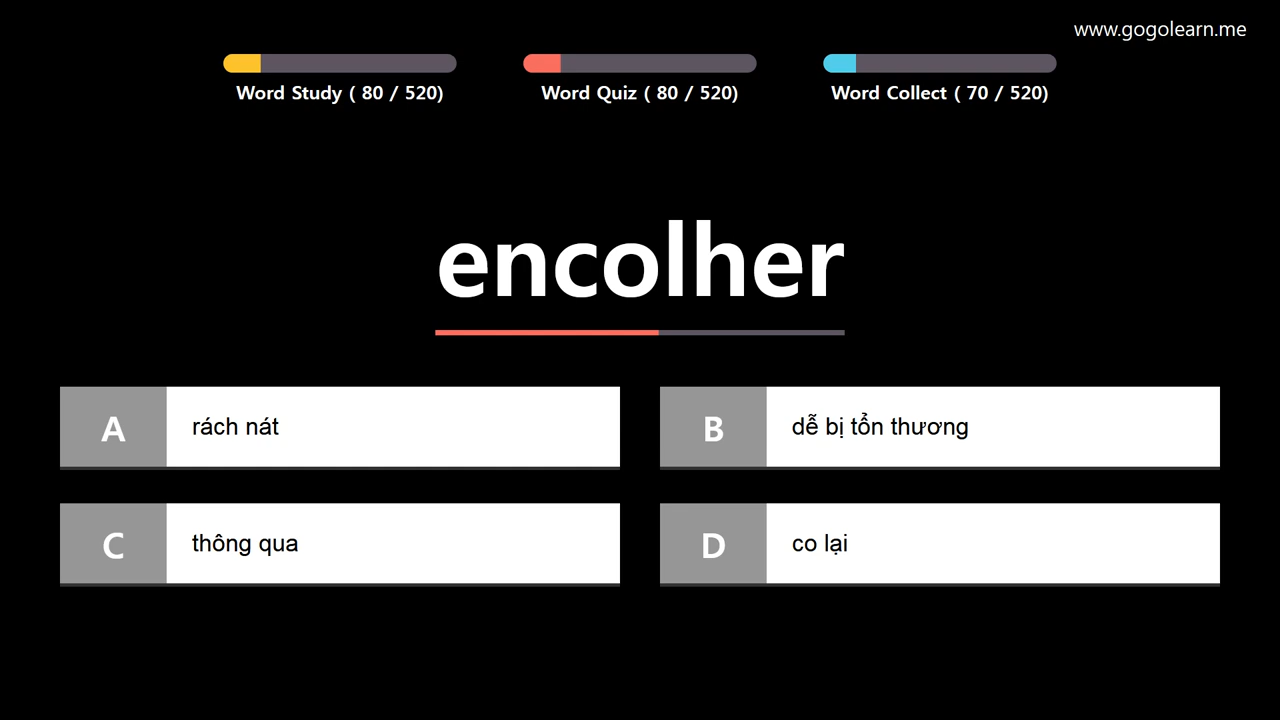 www.gogolearn.me
Word Study ( 80 / 520)
Word Quiz ( 80 / 520)
Word Collect ( 70 / 520)
encolher
A rách nát
B dễ bị tổn thương
C thông qua
D co lại